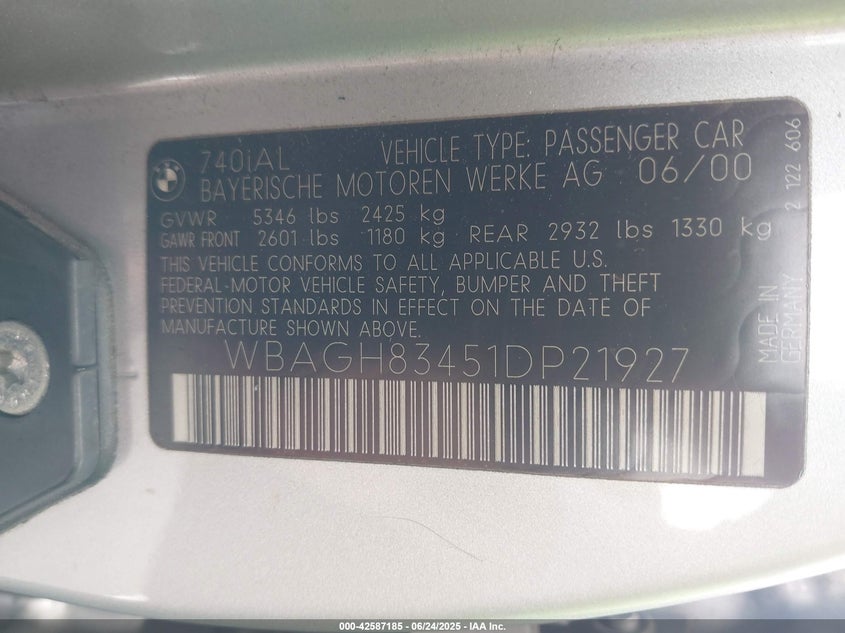 740iAL VEHICLE TYPE: PASSENGER CAR
BAYERISCHE MOTOREN WERKE AG 06/00
GVWR 5346 lbs 2425 kg
GAWR FRONT 2601 lbs 1180 kg REAR 2932 lbs 1330 kg
THIS VEHICLE CONFORMS TO ALL APPLICABLE U.S.
FEDERAL-MOTOR VEHICLE SAFETY, BUMPER AND THEFT
PREVENTION STANDARDS IN EFFECT ON THE DATE OF
MANUFACTURE SHOWN ABOVE.
WBAGH83451DP21927
2 122 606
MADE IN
GERMANY
000-42587185 - 06/24/2025 - IAA Inc.